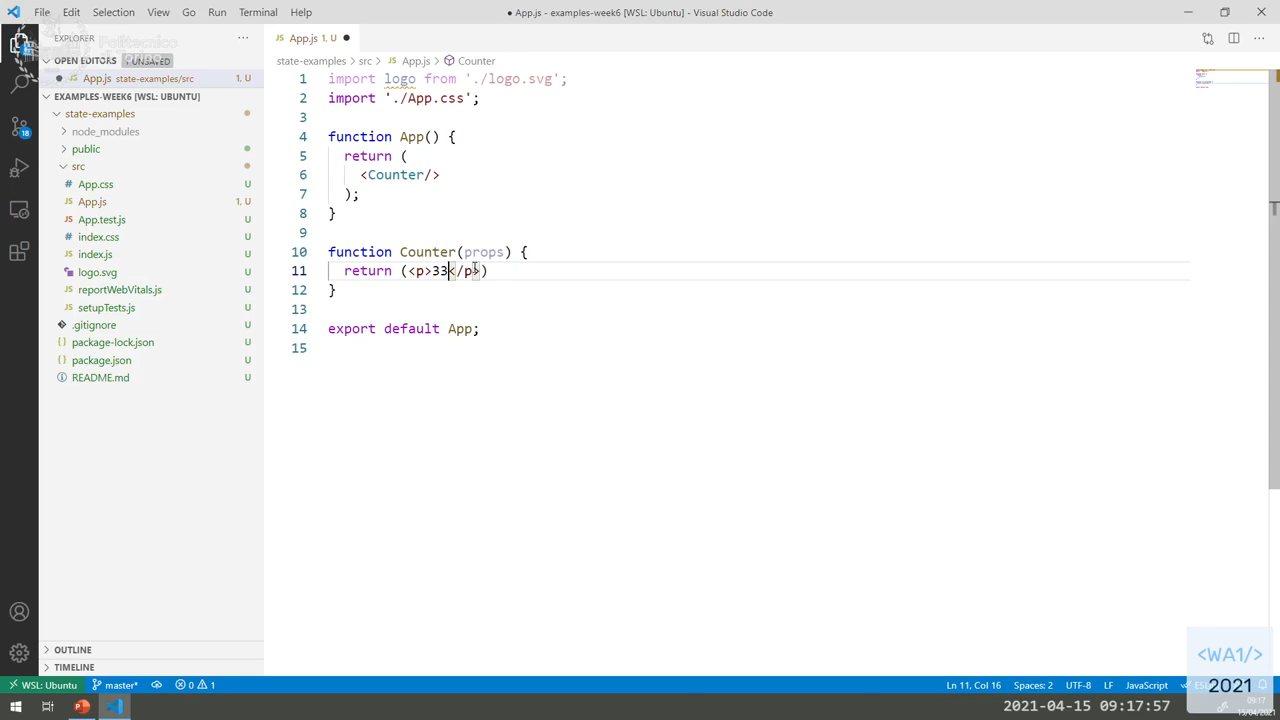 File Edit Selection View Go Run Terminal Help
● App.js - examples-week6 [WSL: Ubuntu] - Visual Studio Code
EXPLORER
Politecnico
OPEN EDITORS 1 UNSAVED
App.js state-examples/src 1, U
EXAMPLES-WEEK6 [WSL: UBUNTU]
state-examples
node_modules
public
src
App.css U
App.js 1, U
App.test.js U
index.css U
index.js U
logo.svg U
reportWebVitals.js U
setupTests.js U
.gitignore U
package-lock.json U
package.json U
README.md U
OUTLINE
TIMELINE
18
App.js 1, U
state-examples > src > JS App.js > Counter
1 import logo from './logo.svg';
2 import './App.css';
3
4 function App() {
5 return (
6 <Counter/>
7 );
8 }
9
10 function Counter(props) {
11 return (<p>33</p>)
12 }
13
14 export default App;
15
<WA1/>
2021
WSL: Ubuntu master* 0 1 Ln 11, Col 16 Spaces: 2 UTF-8 LF JavaScript
2021-04-15 09:17:57
09:17
15/04/2021